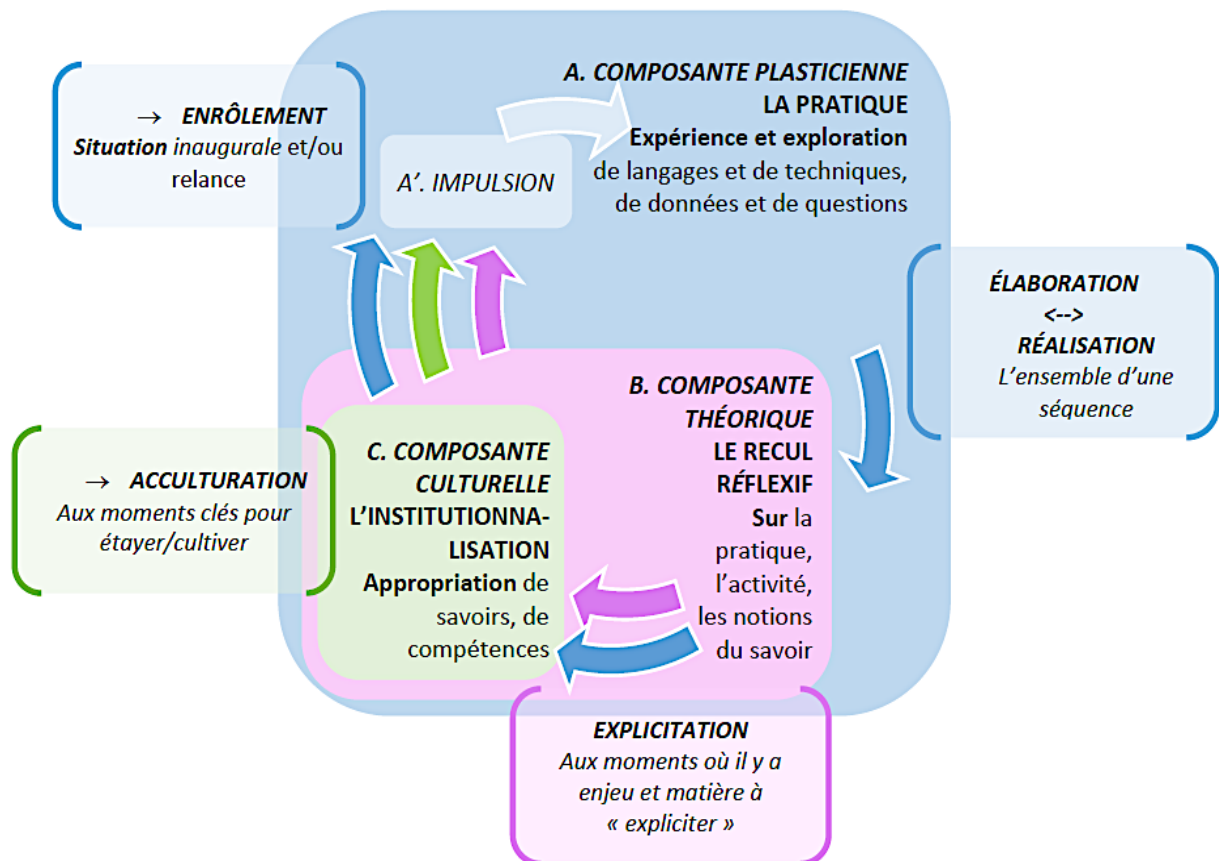 A. COMPOSANTE PLASTICIENNE
LA PRATIQUE
Expérience et exploration
de langages et de techniques,
de données et de questions
→ ENRÔLEMENT
Situation inaugurale et/ou
relance
A'. IMPULSION
ÉLABORATION
<-->
RÉALISATION
L'ensemble d'une
séquence
B. COMPOSANTE
THÉORIQUE
LE RECUL
RÉFLEXIF
Sur la
pratique,
l'activité,
les notions
du savoir
C. COMPOSANTE
CULTURELLE
L'INSTITUTIONNA-
LISATION
Appropriation de
savoirs, de
compétences
→ ACCULTURATION
Aux moments clés pour
étayer/cultiver
EXPLICITATION
Aux moments où il y a
enjeu et matière à
« expliciter »